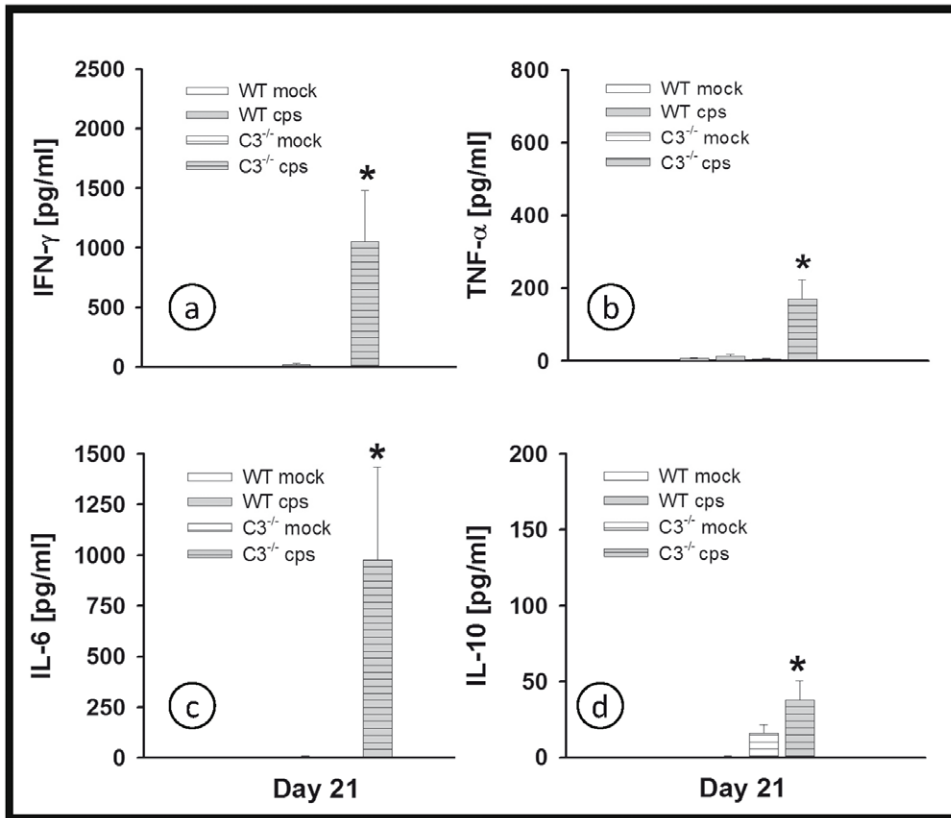 IFN-γ [pg/ml]
2500
2000
1500
1000
500
0
WT mock
WT cps
C3-/- mock
C3-/- cps
*
a
TNF-α [pg/ml]
800
600
400
200
0
WT mock
WT cps
C3-/- mock
C3-/- cps
*
b
IL-6 [pg/ml]
1500
1250
1000
750
500
250
0
WT mock
WT cps
C3-/- mock
C3-/- cps
*
c
Day 21
IL-10 [pg/ml]
200
150
100
50
0
WT mock
WT cps
C3-/- mock
C3-/- cps
*
d
Day 21